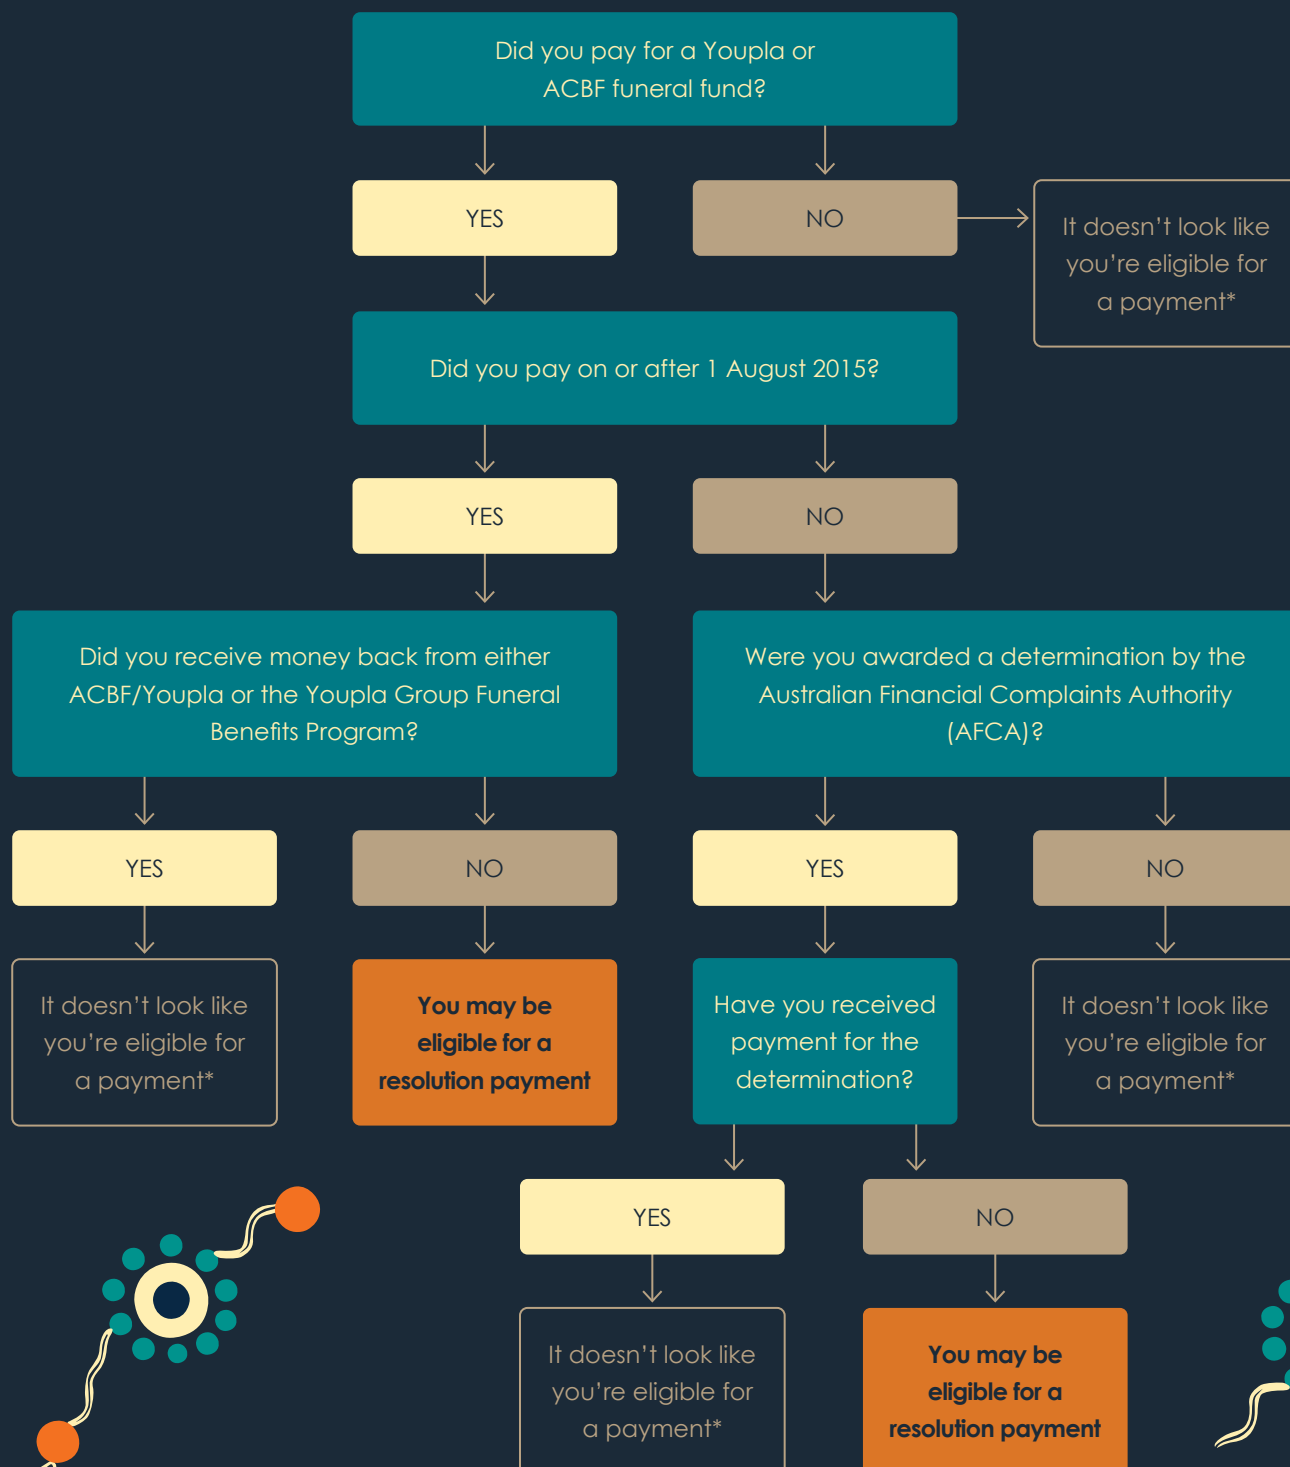 Did you pay for a Youpla or
ACBF funeral fund?
YES
NO
It doesn’t look like
you’re eligible for
a payment*
Did you pay on or after 1 August 2015?
YES
NO
Did you receive money back from either
ACBF/Youpla or the Youpla Group Funeral
Benefits Program?
Were you awarded a determination by the
Australian Financial Complaints Authority
(AFCA)?
YES
NO
YES
NO
It doesn’t look like
you’re eligible for
a payment*
You may be
eligible for a
resolution payment
Have you received
payment for the
determination?
It doesn’t look like
you’re eligible for
a payment*
YES
NO
It doesn’t look like
you’re eligible for
a payment*
You may be
eligible for a
resolution payment